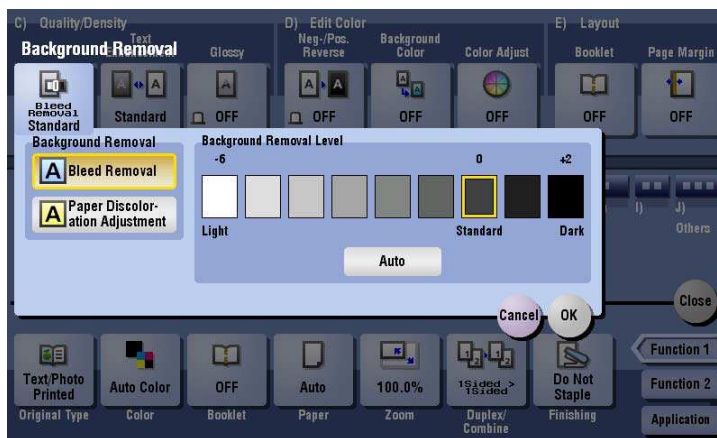 C) Quality/De
D) Edit Color
E) Layout
Text
Background Removal
Glossy
Neg-/Pos.
Reverse
Background
Color
Color Adjust
Booklet
Page Margin
Bleed
Removal
Standard
Standard
OFF
OFF
OFF
OFF
OFF
OFF
Background Removal
A Bleed Removal
A Paper Discolor-
ation Adjustment
Background Removal Level
-6 0 +2
Light Standard Dark
Auto
I) J)
Others
Cancel OK
Close
Text/Photo
Printed
Auto Color
OFF
Auto
100.0%
1Sided >
1Sided
Do Not
Staple
Original Type
Color
Booklet
Paper
Zoom
Duplex/
Combine
Finishing
Function 1
Function 2
Application